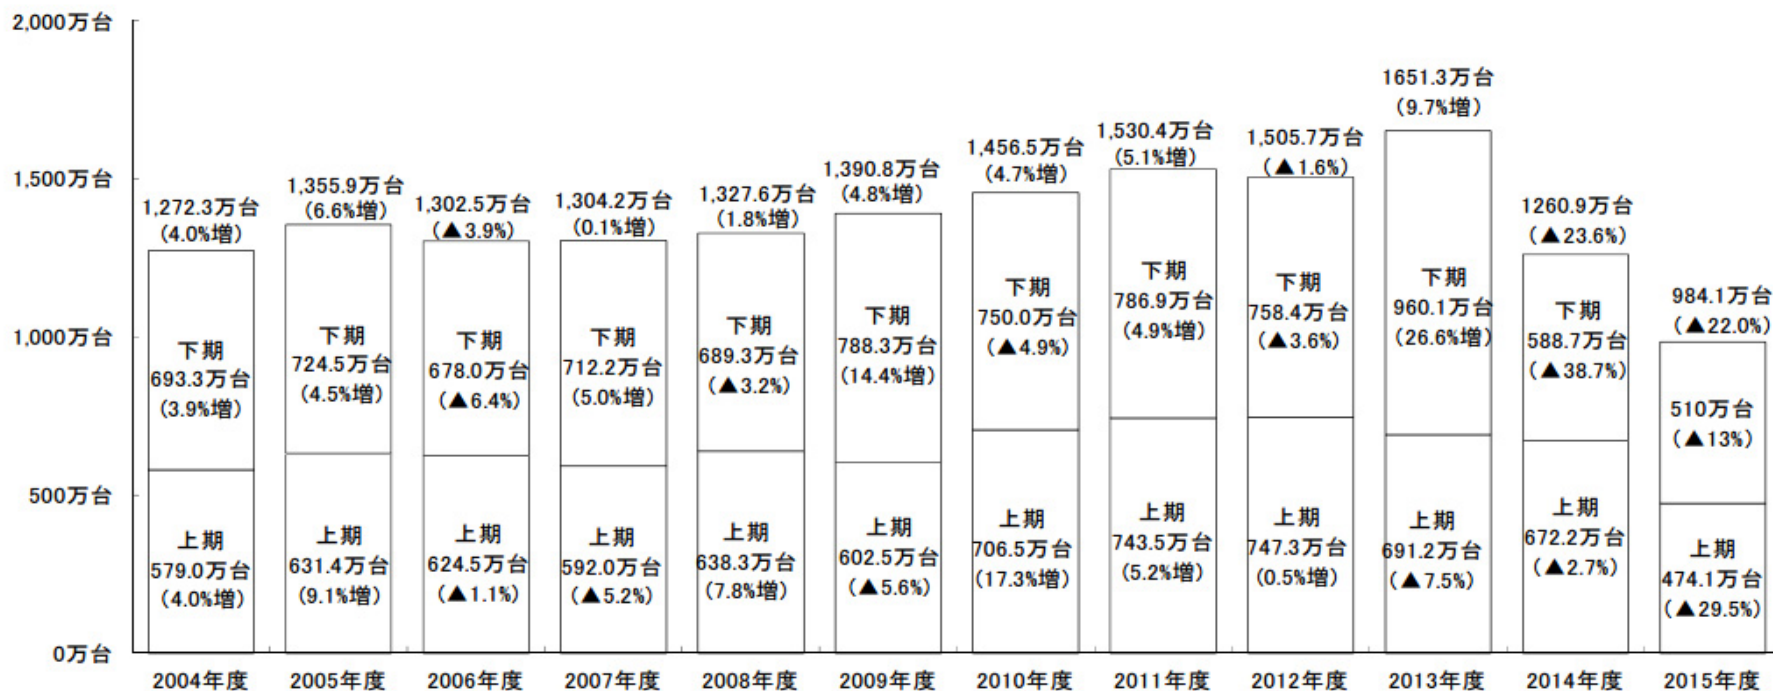 2,000万台
1,500万台
1,000万台
500万台
0万台
1,272.3万台
(4.0%増)
下期
693.3万台
(3.9%増)
上期
579.0万台
(4.0%増)
2004年度
1,355.9万台
(6.6%増)
下期
724.5万台
(4.5%増)
上期
631.4万台
(9.1%増)
2005年度
1,302.5万台
(▲3.9%)
下期
678.0万台
(▲6.4%)
上期
624.5万台
(▲1.1%)
2006年度
1,304.2万台
(0.1%増)
下期
712.2万台
(5.0%増)
上期
592.0万台
(▲5.2%)
2007年度
1,327.6万台
(1.8%増)
下期
689.3万台
(▲3.2%)
上期
638.3万台
(7.8%増)
2008年度
1,390.8万台
(4.8%増)
下期
788.3万台
(14.4%増)
上期
602.5万台
(▲5.6%)
2009年度
1,456.5万台
(4.7%増)
下期
750.0万台
(▲4.9%)
上期
706.5万台
(17.3%増)
2010年度
1,530.4万台
(5.1%増)
下期
786.9万台
(4.9%増)
上期
743.5万台
(5.2%増)
2011年度
1,505.7万台
(▲1.6%)
下期
758.4万台
(▲3.6%)
上期
747.3万台
(0.5%増)
2012年度
1651.3万台
(9.7%増)
下期
960.1万台
(26.6%増)
上期
691.2万台
(▲7.5%)
2013年度
1260.9万台
(▲23.6%)
下期
588.7万台
(▲38.7%)
上期
672.2万台
(▲2.7%)
2014年度
984.1万台
(▲22.0%)
510万台
(▲13%)
上期
474.1万台
(▲29.5%)
2015年度